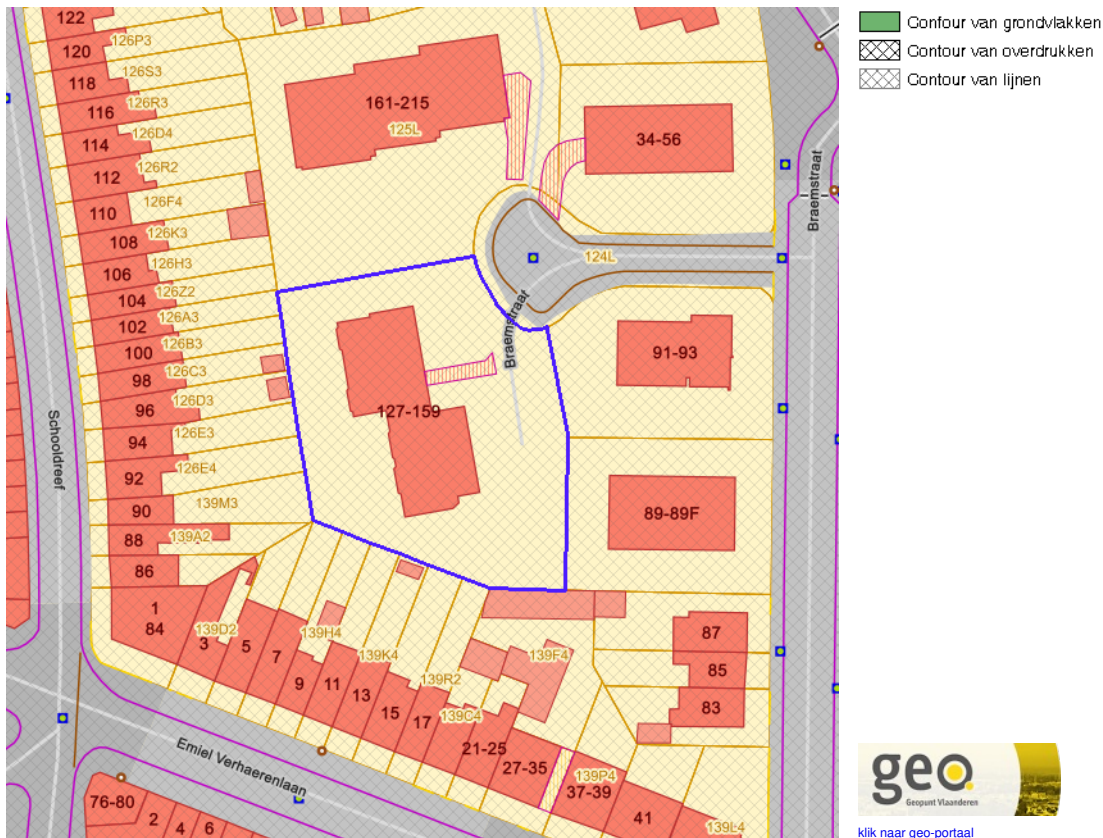 122
126P3
120
126S3
118
126R3
116
126D4
114
126R2
112
126F4
110
126K3
108
126H3
106
126Z2
104
126A3
102
126B3
100
126C3
98
126D3
96
126E3
94
126E4
92
139M3
90
139A2
88
86
1
84
139D2
3
5
7
139H4
9
11
139K4
13
15
139R2
17
139C4
21-25
139F4
27-35
139P4
37-39
41
139L4
161-215
125L
34-56
124L
Braemstraat
Braemstraat
91-93
127-159
89-89F
87
85
83
Schooldreef
Emiel Verhaerenlaan
76-80
2
4
6
Contour van grondvlakken
Contour van overdrukken
Contour van lijnen
geo
Geopunt Vlaanderen
klik naar geo-portaal